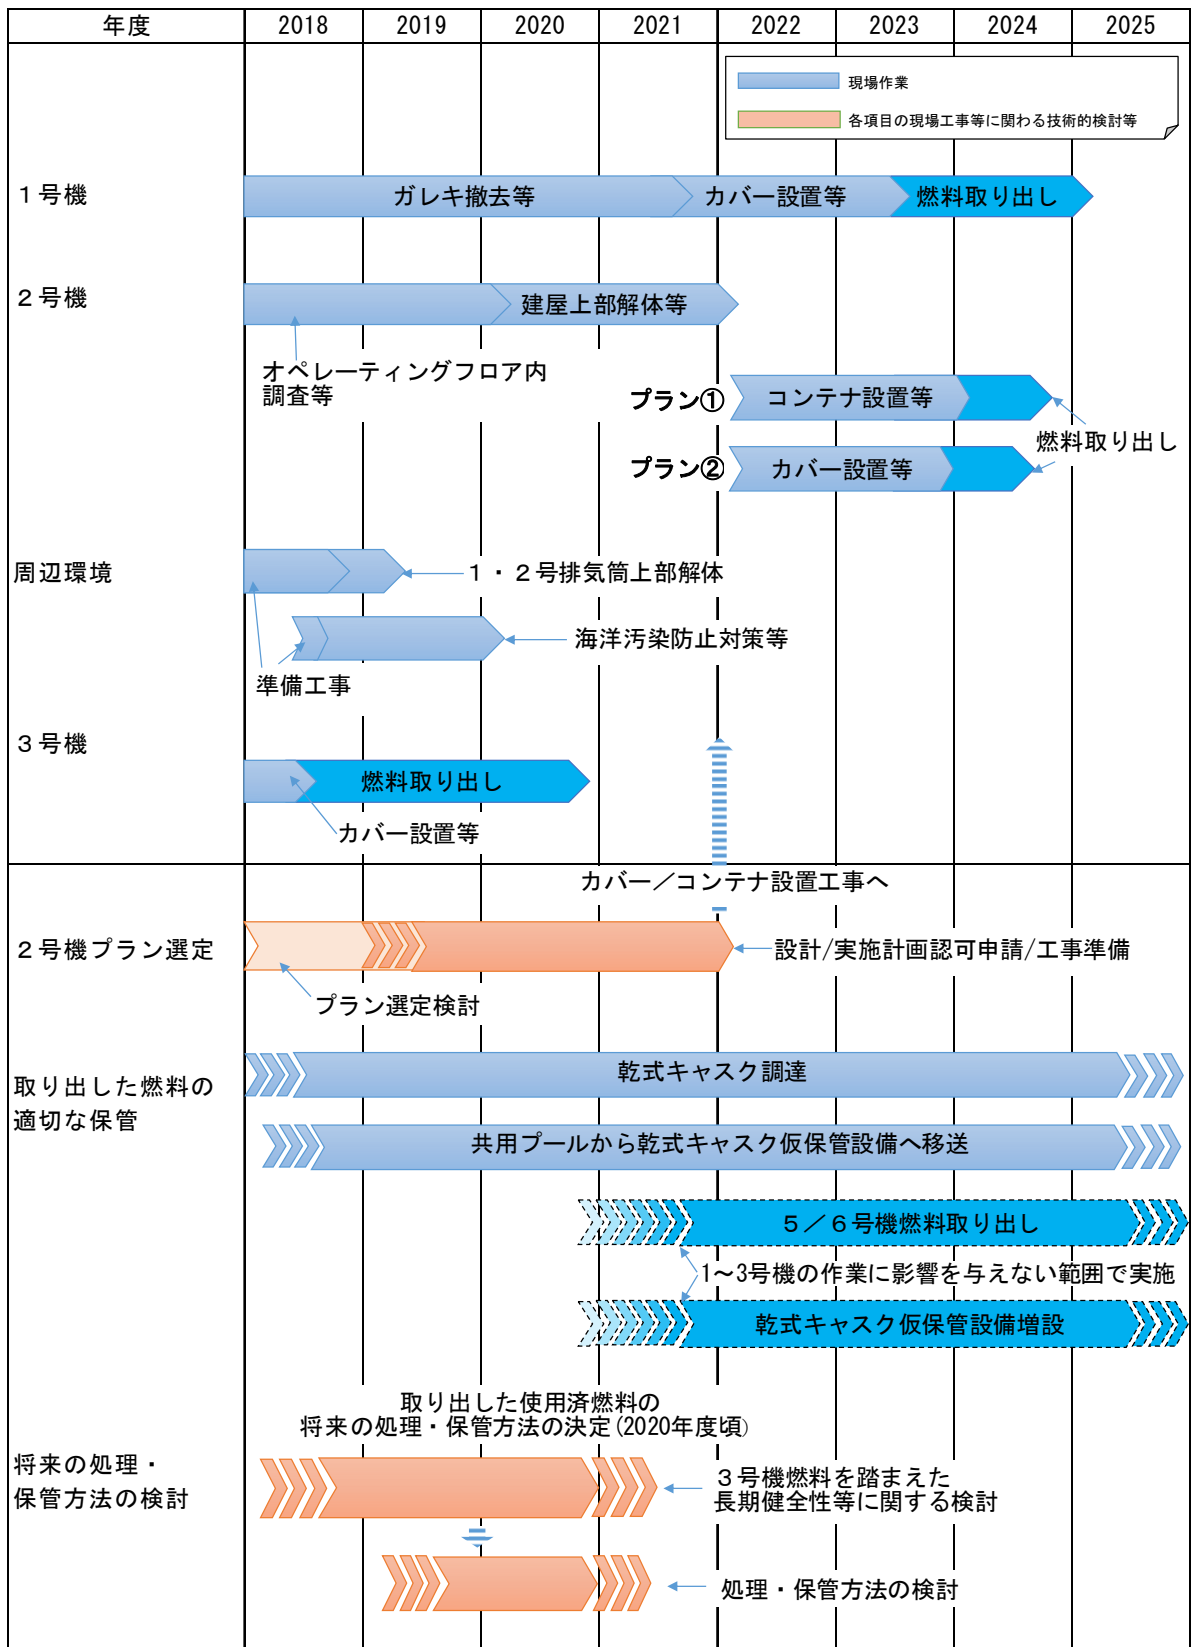 年度 2018 2019 2020 2021 2022 2023 2024 2025
現場作業
各項目の現場工事等に関わる技術的検討等
１号機
ガレキ撤去等 カバー設置等 燃料取り出し
２号機
建屋上部解体等
オペレーティングフロア内
調査等
プラン①
コンテナ設置等
燃料取り出し
プラン②
カバー設置等
周辺環境
１・２号排気筒上部解体
海洋汚染防止対策等
準備工事
３号機
燃料取り出し
カバー設置等
カバー／コンテナ設置工事へ
２号機プラン選定
設計/実施計画認可申請/工事準備
プラン選定検討
取り出した燃料の
適切な保管
乾式キャスク調達
共用プールから乾式キャスク仮保管設備へ移送
５／６号機燃料取り出し
1～3号機の作業に影響を与えない範囲で実施
乾式キャスク仮保管設備増設
取り出した使用済燃料の
将来の処理・保管方法の決定(2020年度頃)
将来の処理・
保管方法の検討
３号機燃料を踏まえた
長期健全性等に関する検討
処理・保管方法の検討